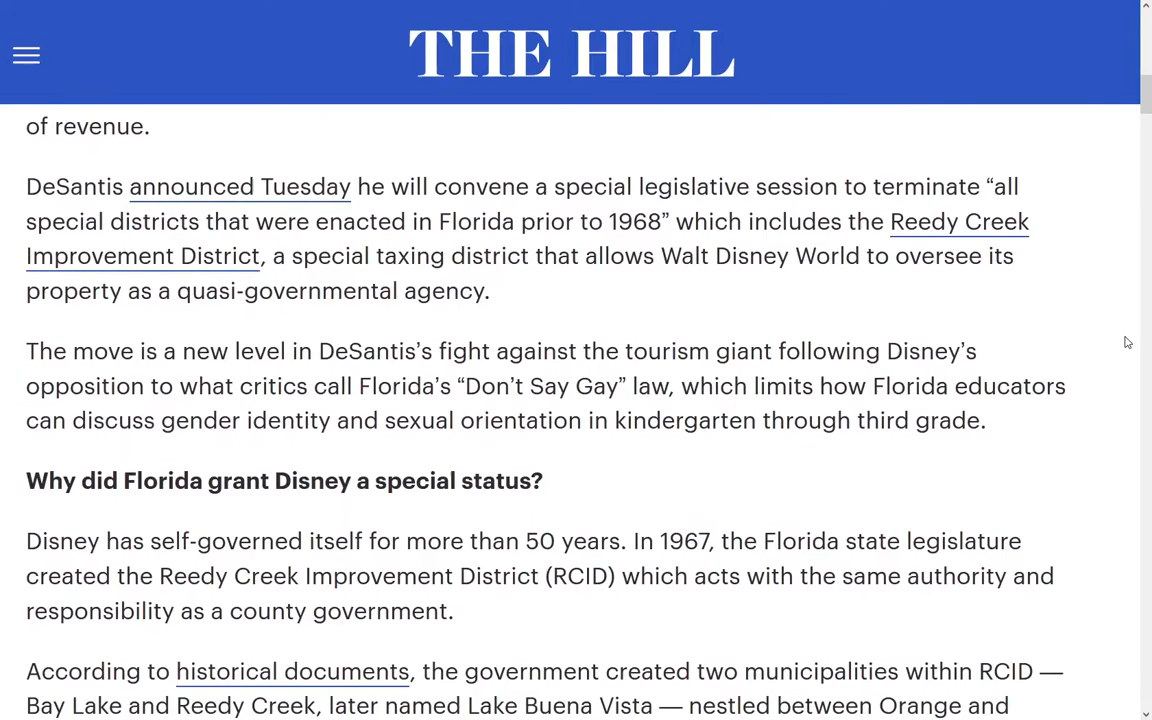 THE HILL
of revenue.
DeSantis announced Tuesday he will convene a special legislative session to terminate “all
special districts that were enacted in Florida prior to 1968” which includes the Reedy Creek
Improvement District, a special taxing district that allows Walt Disney World to oversee its
property as a quasi-governmental agency.
The move is a new level in DeSantis’s fight against the tourism giant following Disney’s
opposition to what critics call Florida’s “Don’t Say Gay” law, which limits how Florida educators
can discuss gender identity and sexual orientation in kindergarten through third grade.
Why did Florida grant Disney a special status?
Disney has self-governed itself for more than 50 years. In 1967, the Florida state legislature
created the Reedy Creek Improvement District (RCID) which acts with the same authority and
responsibility as a county government.
According to historical documents, the government created two municipalities within RCID —
Bay Lake and Reedy Creek, later named Lake Buena Vista — nestled between Orange and